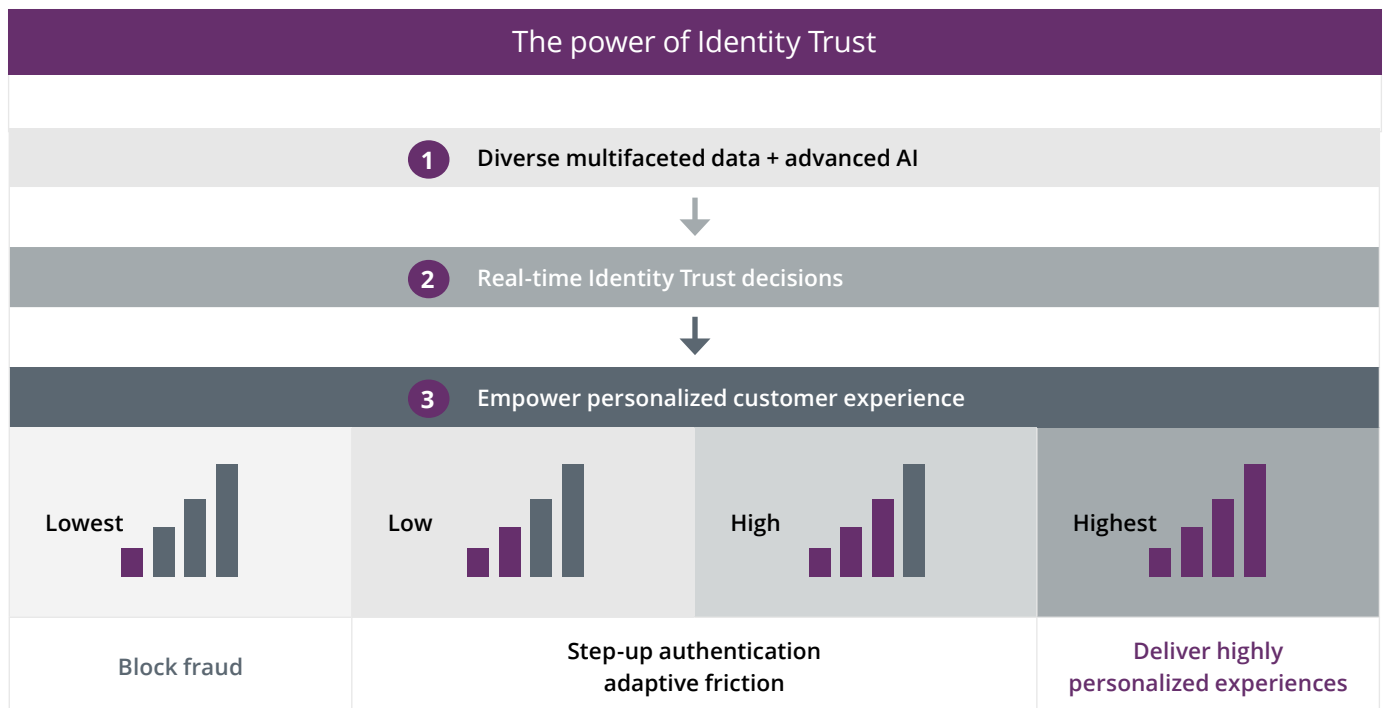 The power of Identity Trust
1 Diverse multifaceted data + advanced AI
2 Real-time Identity Trust decisions
3 Empower personalized customer experience
Lowest
Low
High
Highest
Block fraud
Step-up authentication
adaptive friction
Deliver highly
personalized experiences